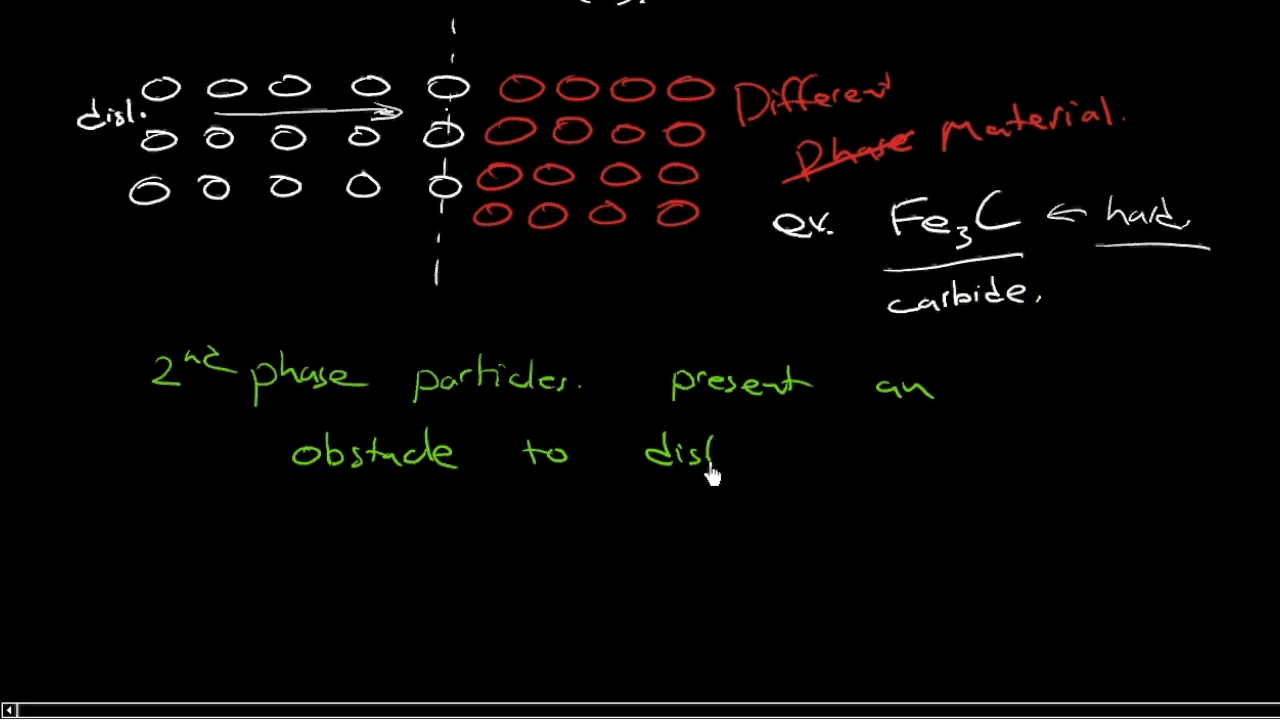 disl.
Different
Phase Material.
ex. Fe₃C ← hard.
carbide.
2nd phase particles. present an
obstacle to disl